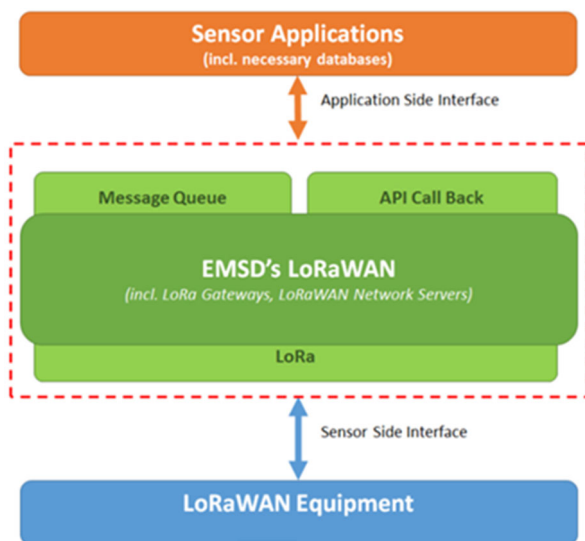 Sensor Applications
(incl. necessary databases)
Application Side Interface
Message Queue
API Call Back
EMSD's LoRaWAN
(incl. LoRa Gateways, LoRaWAN Network Servers)
LoRa
Sensor Side Interface
LoRaWAN Equipment